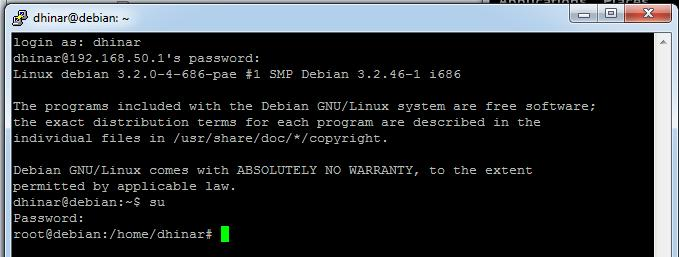 Applications Places
dhinar@debian: ~
login as: dhinar
dhinar@192.168.50.1's password:
Linux debian 3.2.0-4-686-pae #1 SMP Debian 3.2.46-1 i686
The programs included with the Debian GNU/Linux system are free software;
the exact distribution terms for each program are described in the
individual files in /usr/share/doc/*/copyright.
Debian GNU/Linux comes with ABSOLUTELY NO WARRANTY, to the extent
permitted by applicable law.
dhinar@debian:~$ su
Password:
root@debian:/home/dhinar#